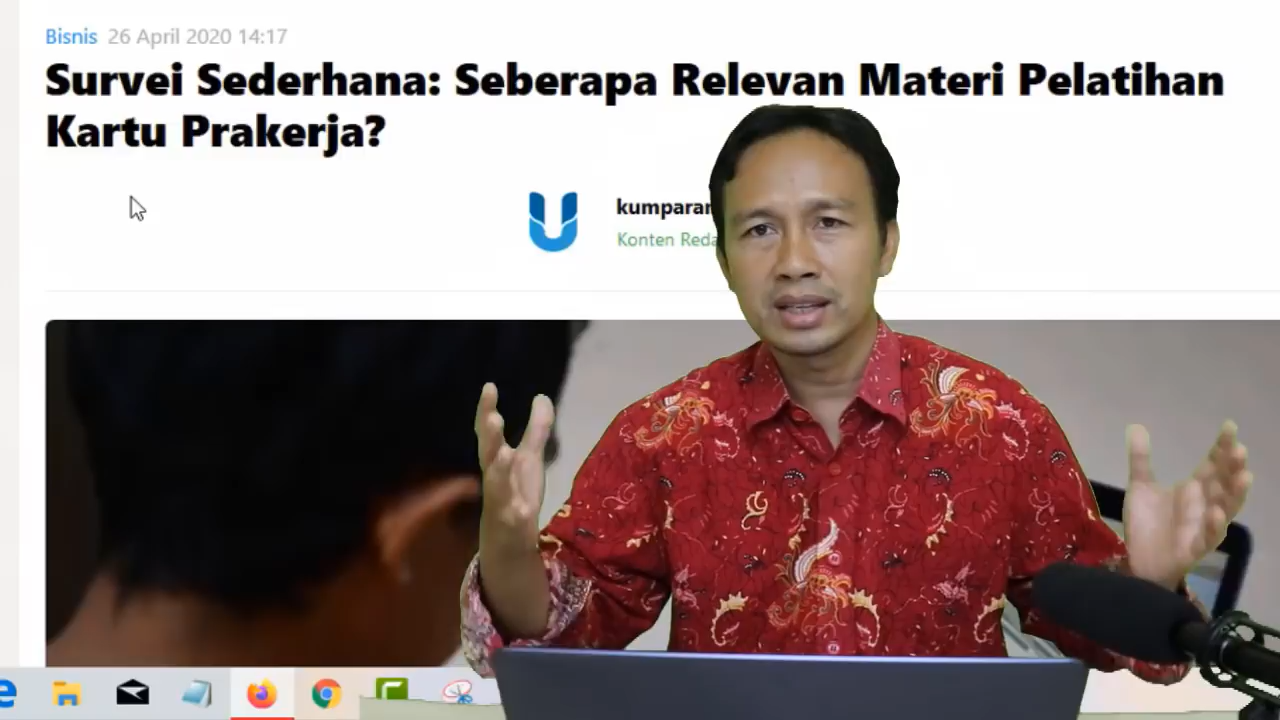 Bisnis 26 April 2020 14:17
Survei Sederhana: Seberapa Relevan Materi Pelatihan
Kartu Prakerja?
kumparan
Konten Reda